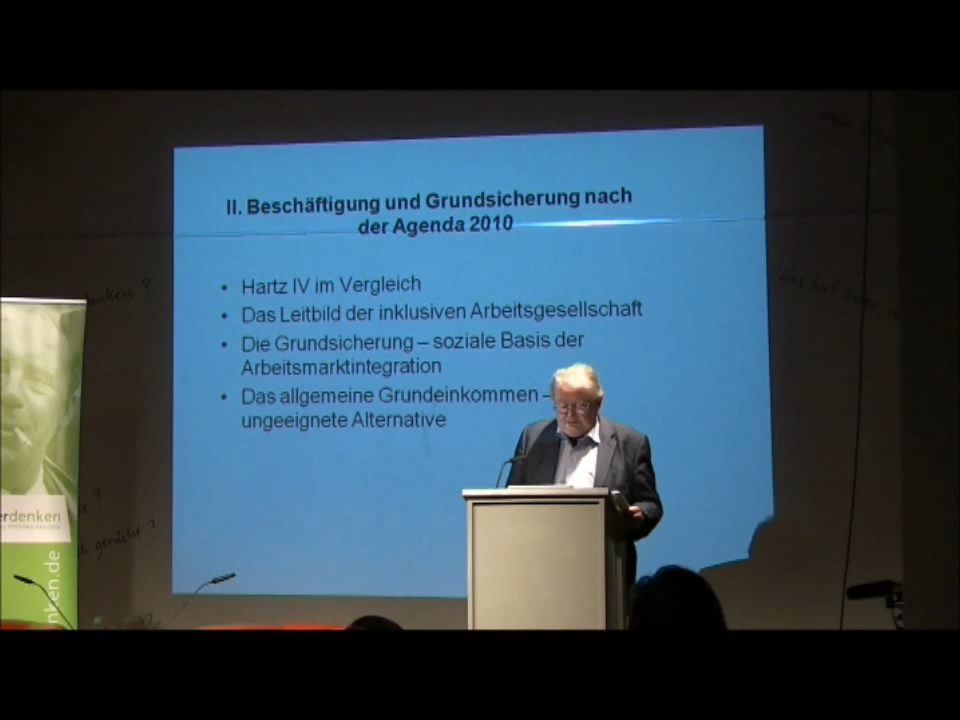 II. Beschäftigung und Grundsicherung nach
der Agenda 2010
• Hartz IV im Vergleich
• Das Leitbild der inklusiven Arbeitsgesellschaft
• Die Grundsicherung – soziale Basis der
Arbeitsmarktintegration
• Das allgemeine Grundeinkommen –
ungeeignete Alternative
erdenken
nken.de